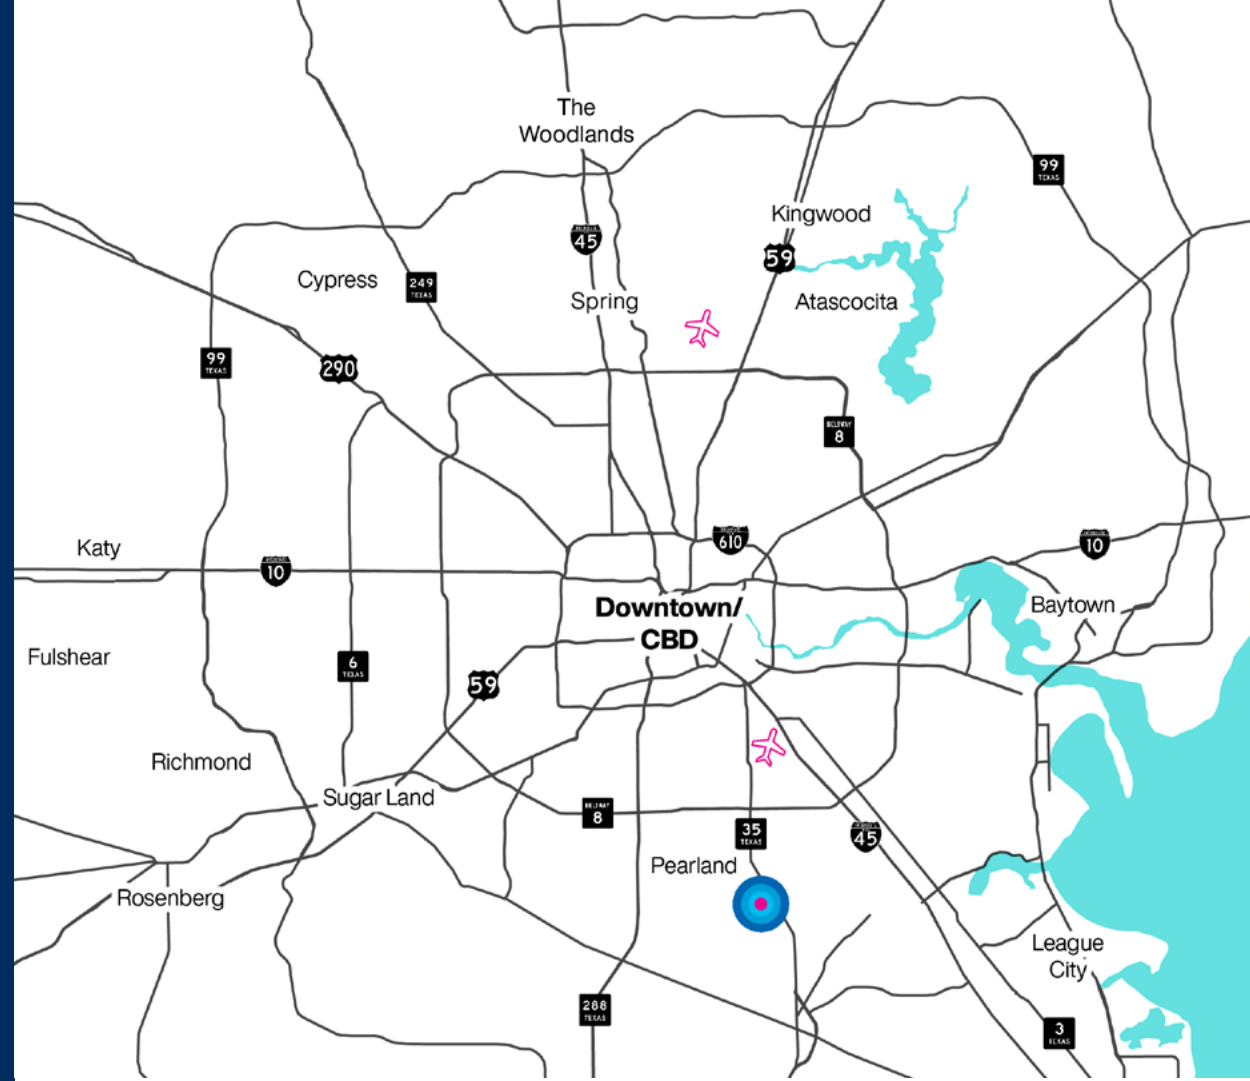 The
Woodlands
99
TEXAS
Kingwood
45
59
Cypress
249
TEXAS
Spring
Atascocita
99
TEXAS
290
BELTWAY
8
610
10
Katy
10
Downtown/
CBD
Baytown
Fulshear
6
TEXAS
59
Richmond
Sugar Land
BELTWAY
8
35
TEXAS
45
Pearland
Rosenberg
League
City
288
TEXAS
3
TEXAS